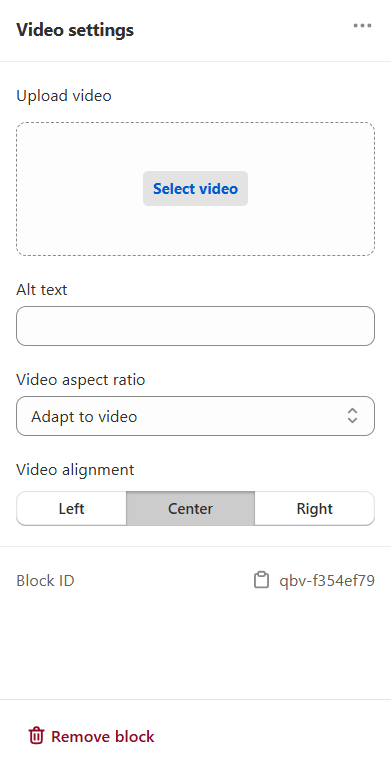 Video settings
Upload video
Select video
Alt text
Video aspect ratio
Adapt to video
Video alignment
Left Center Right
Block ID qbv-f354ef79
Remove block